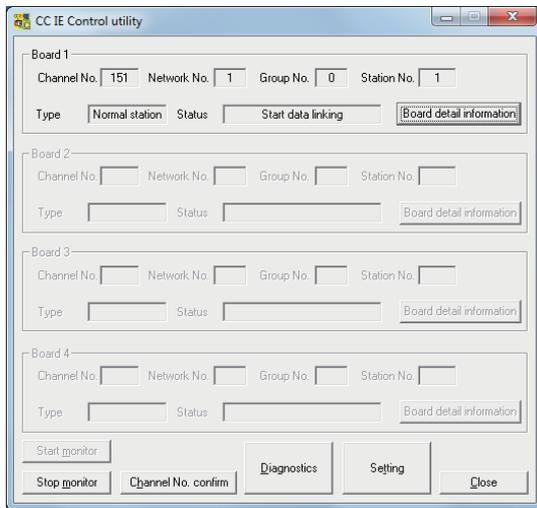 CC IE Control utility
Board 1
Channel No. 151 Network No. 1 Group No. 0 Station No. 1
Type Normal station Status Start data linking Board detail information
Board 2
Channel No. Network No. Group No. Station No.
Type Status Board detail information
Board 3
Channel No. Network No. Group No. Station No.
Type Status Board detail information
Board 4
Channel No. Network No. Group No. Station No.
Type Status Board detail information
Start monitor
Diagnostics Setting
Stop monitor Channel No. confirm Close